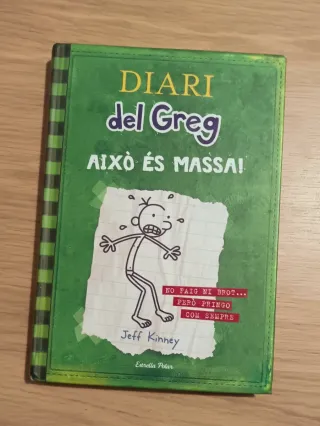 DIARI
del Greg
AIXÒ ÉS MASSA!
NO FAIG NI BROT...
PERÒ PRINGO
COM SEMPRE
Jeff Kinney
Estrella Polar